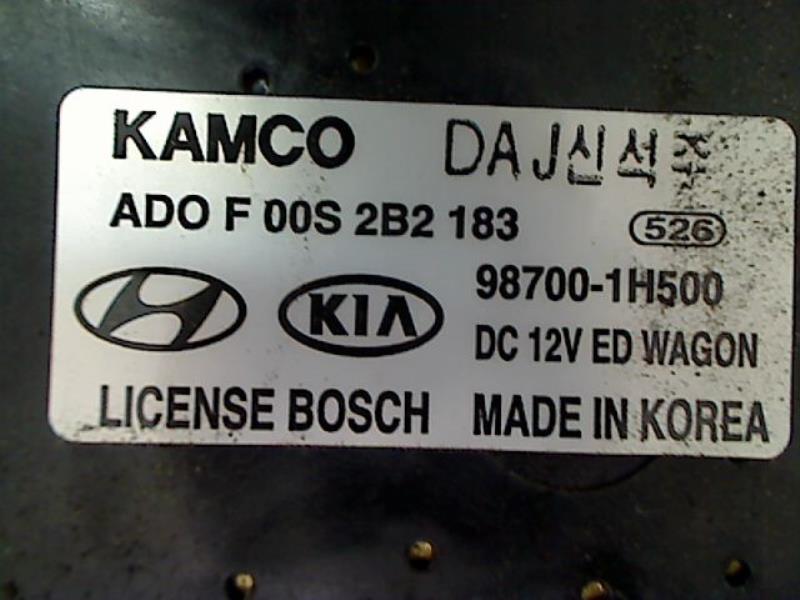 KAMCO DAJ신석주
ADO F 00S 2B2 183 526
KIA 98700-1H500
DC 12V ED WAGON
LICENSE BOSCH MADE IN KOREA